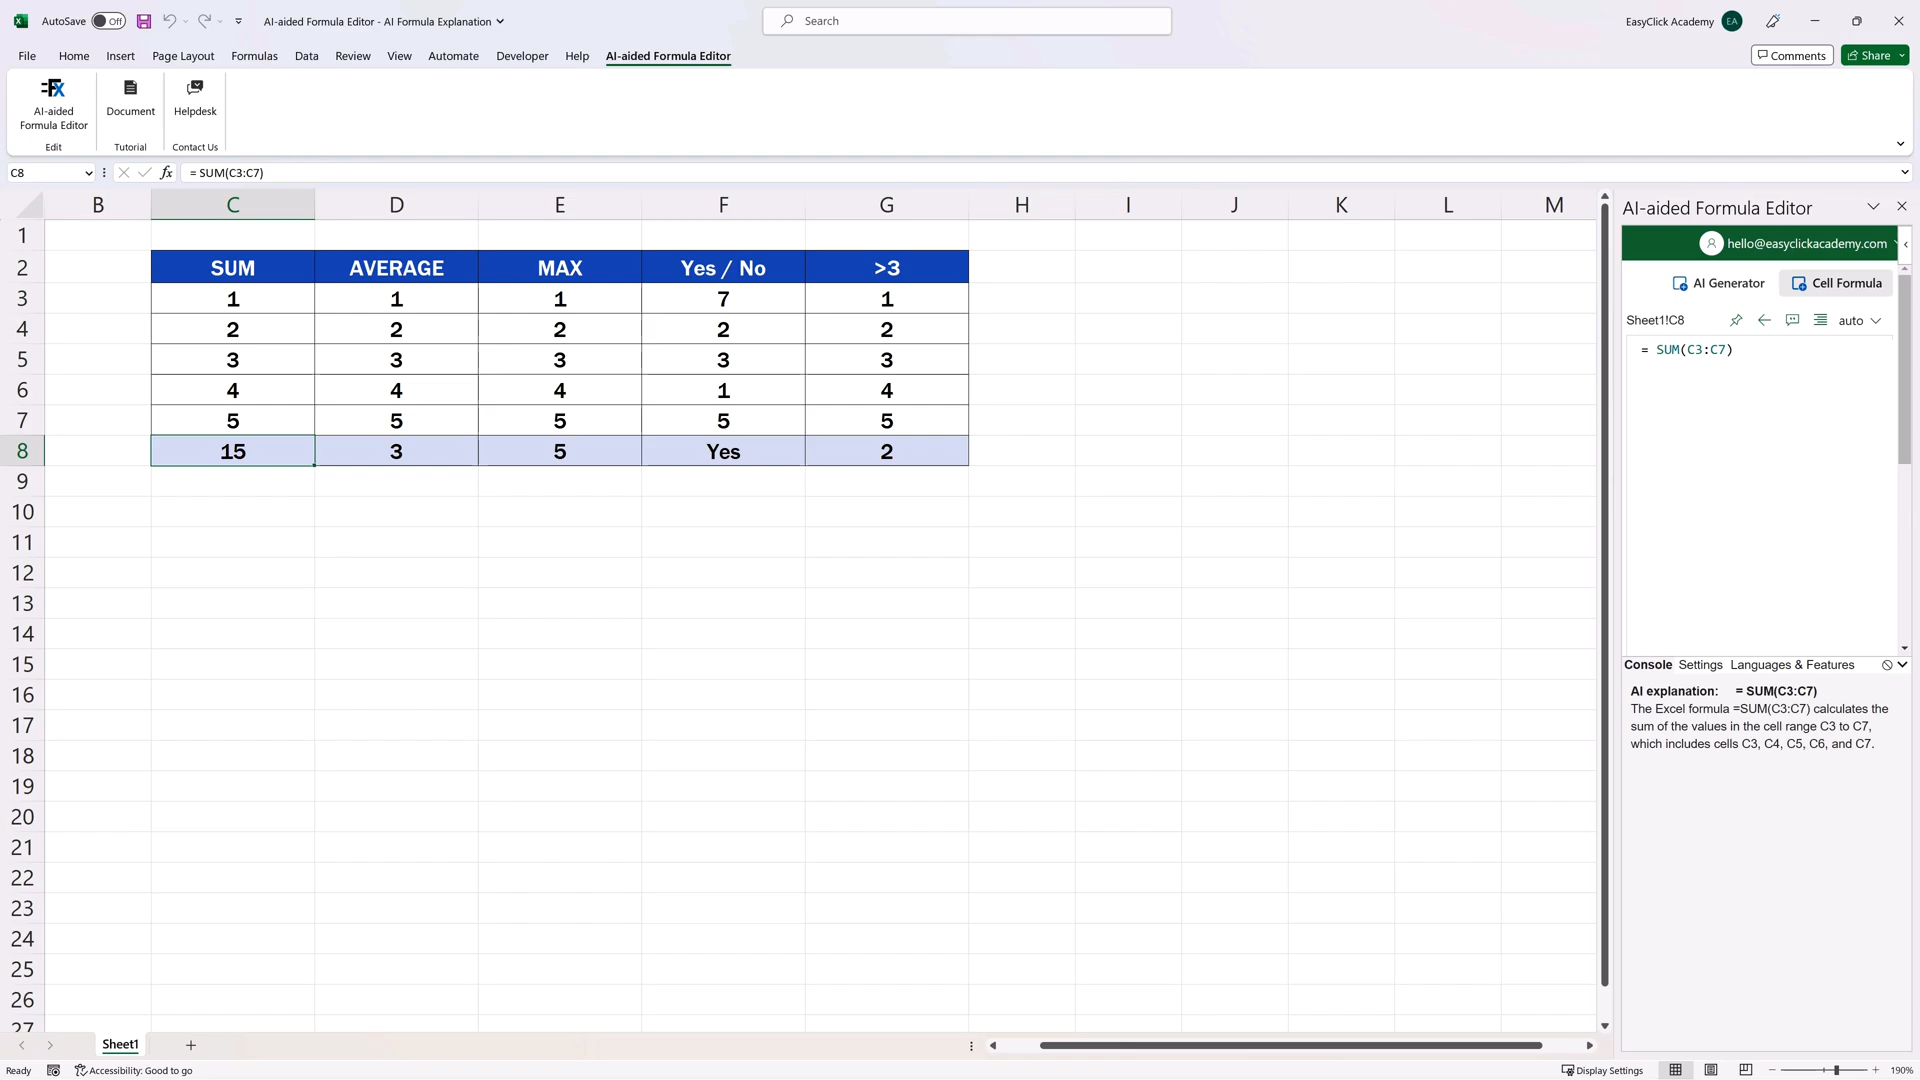 AutoSave Off AI-aided Formula Editor - AI Formula Explanation Search EasyClick Academy EA
File Home Insert Page Layout Formulas Data Review View Automate Developer Help AI-aided Formula Editor Comments Share
=FX
AI-aided Document Helpdesk
Formula Editor
Edit Tutorial Contact Us
C8 fx = SUM(C3:C7)
B C D E F G H I J K L M
1
2 SUM AVERAGE MAX Yes / No >3
3 1 1 1 7 1
4 2 2 2 2 2
5 3 3 3 3 3
6 4 4 4 1 4
7 5 5 5 5 5
8 15 3 5 Yes 2
9
10
11
12
13
14
15
16
17
18
19
20
21
22
23
24
25
26
27
AI-aided Formula Editor
hello@easyclickacademy.com
AI Generator Cell Formula
Sheet1!C8 auto
= SUM(C3:C7)
Console Settings Languages & Features
AI explanation: = SUM(C3:C7)
The Excel formula =SUM(C3:C7) calculates the
sum of the values in the cell range C3 to C7,
which includes cells C3, C4, C5, C6, and C7.
Sheet1
Ready Accessibility: Good to go Display Settings 190%